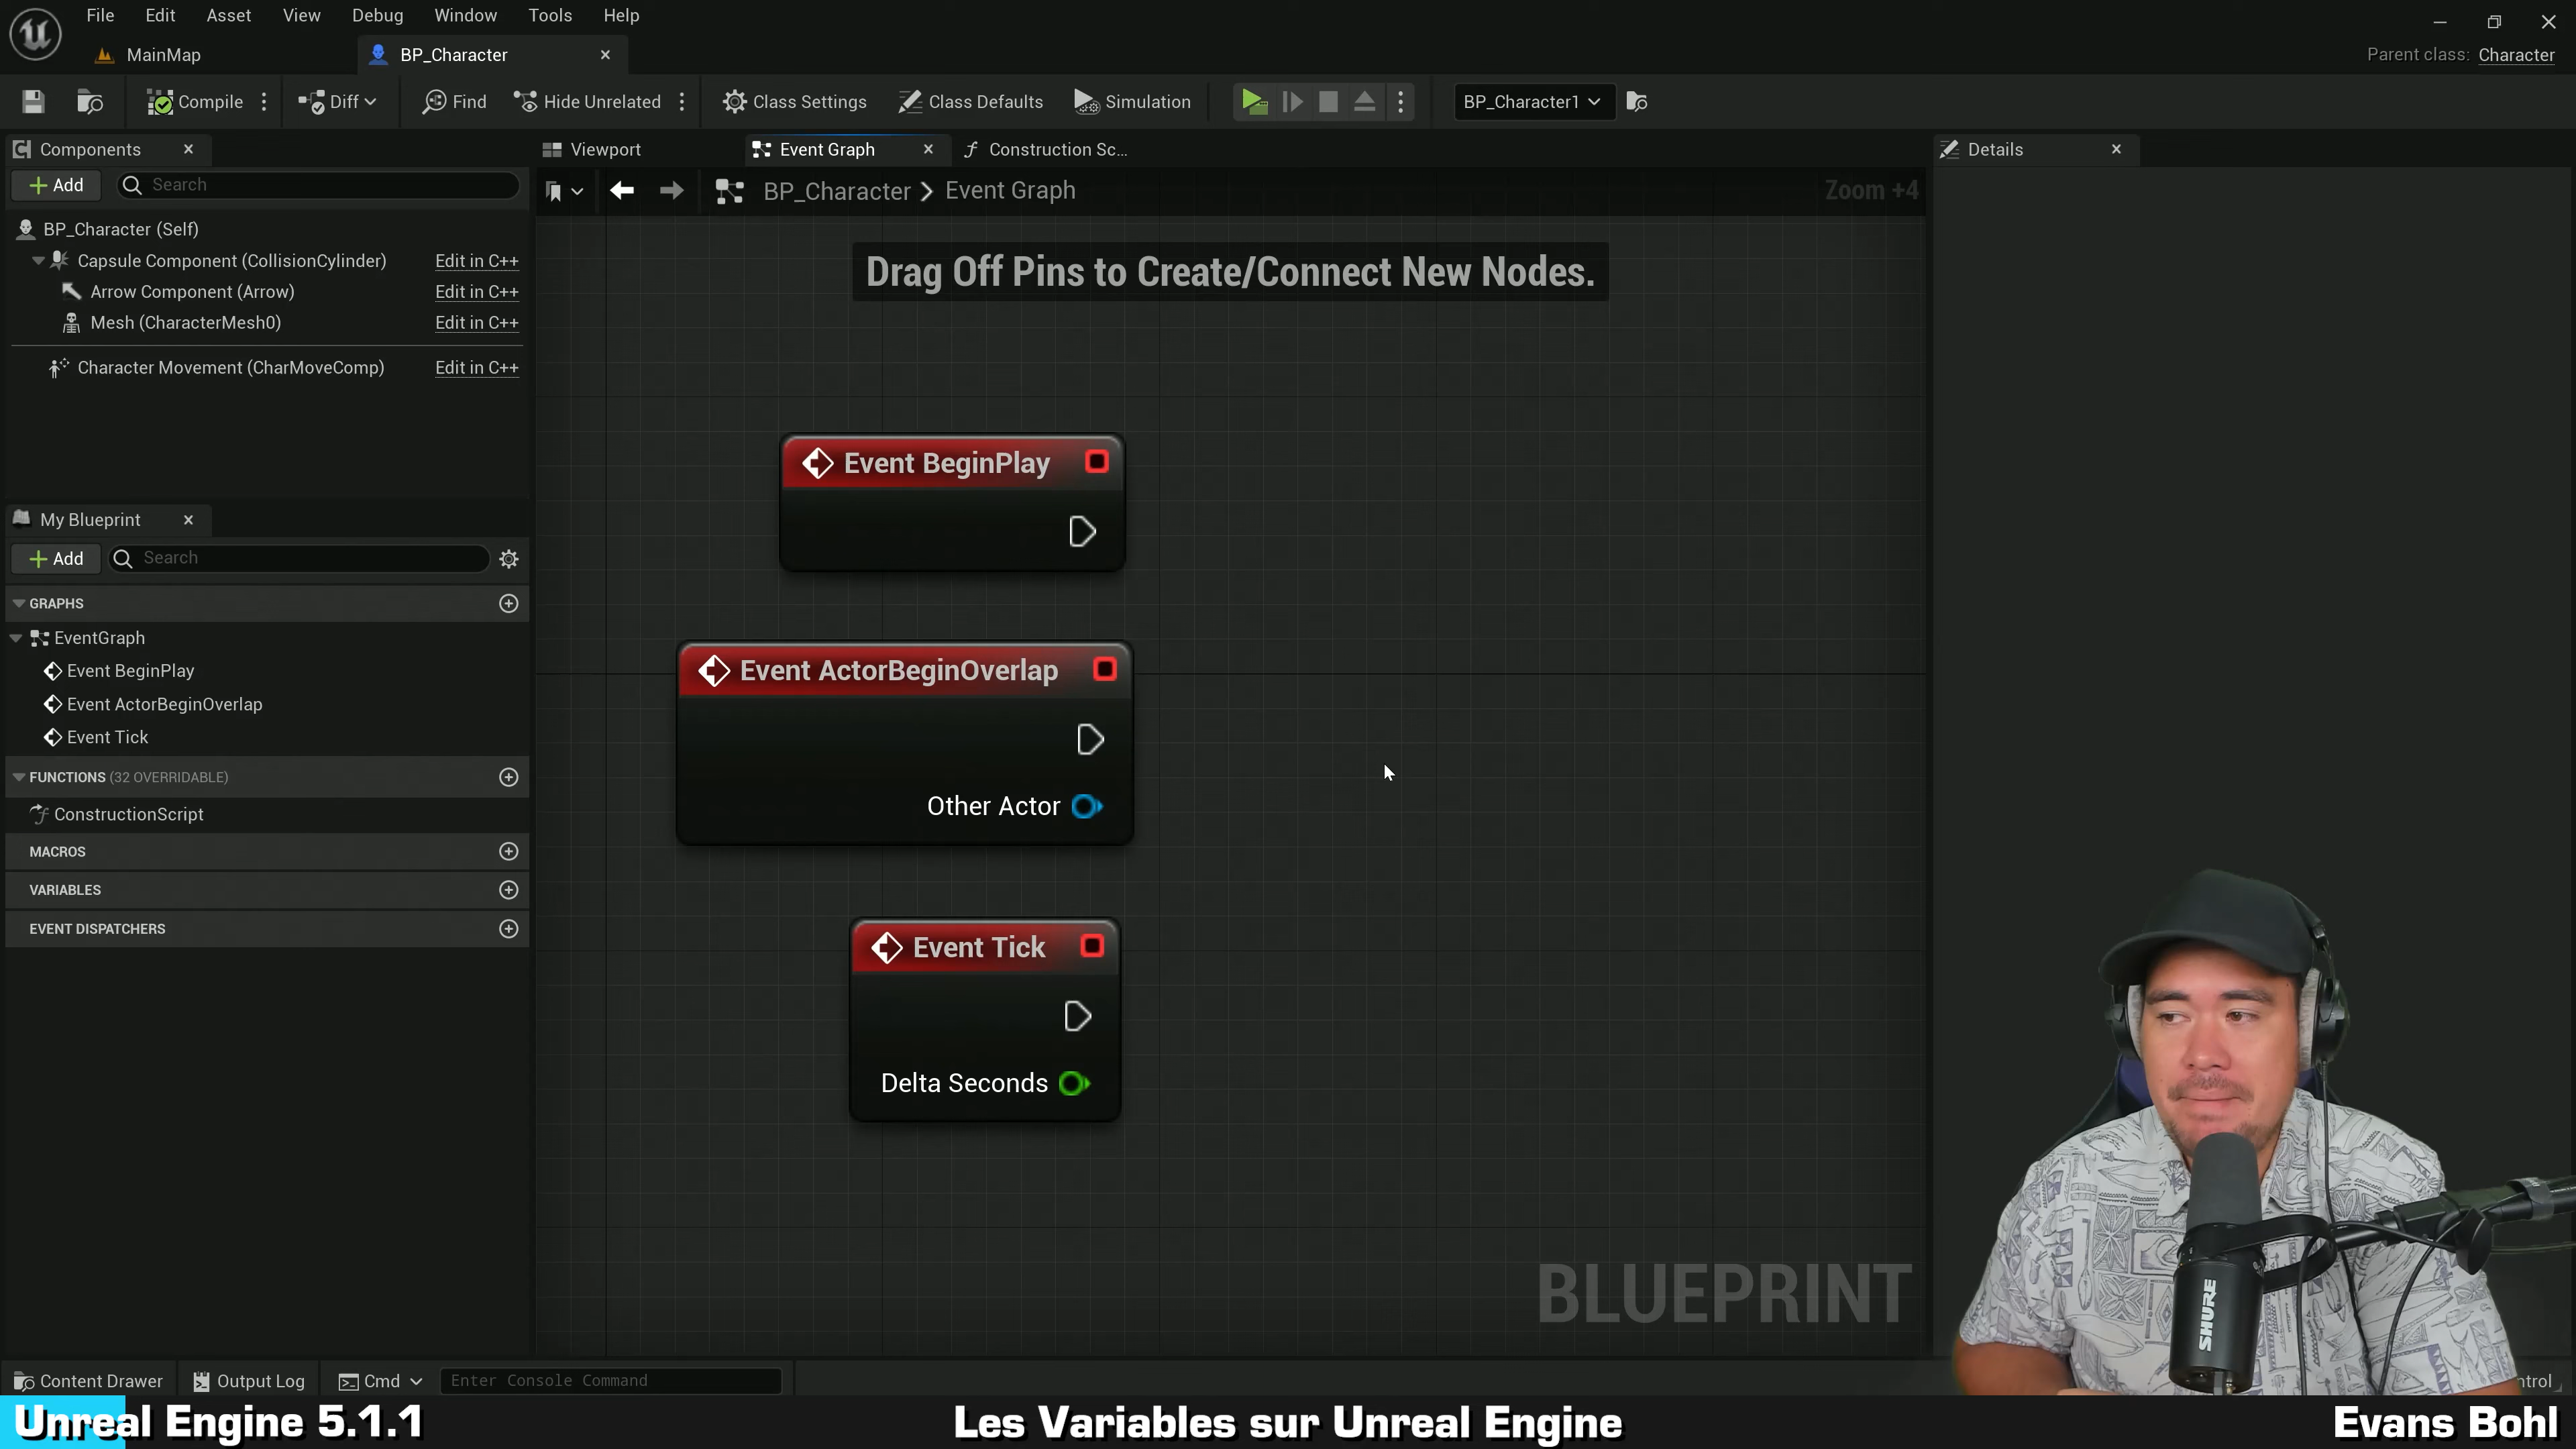 File Edit Asset View Debug Window Tools Help
MainMap BP_Character Parent class: Character
Compile Diff Find Hide Unrelated Class Settings Class Defaults Simulation BP_Character1
Components Viewport Event Graph Construction Sc... Details
Add Search
BP_Character > Event Graph Zoom +4
BP_Character (Self)
Capsule Component (CollisionCylinder) Edit in C++
Arrow Component (Arrow) Edit in C++
Mesh (CharacterMesh0) Edit in C++
Character Movement (CharMoveComp) Edit in C++
Drag Off Pins to Create/Connect New Nodes.
My Blueprint
Add Search
GRAPHS
EventGraph
Event BeginPlay
Event ActorBeginOverlap
Event Tick
FUNCTIONS (32 OVERRIDABLE)
ConstructionScript
MACROS
VARIABLES
EVENT DISPATCHERS
Event BeginPlay
Event ActorBeginOverlap
Other Actor
Event Tick
Delta Seconds
BLUEPRINT
SHURE
Content Drawer Output Log Cmd Enter Console Command
Unreal Engine 5.1.1 Les Variables sur Unreal Engine Evans Bohl